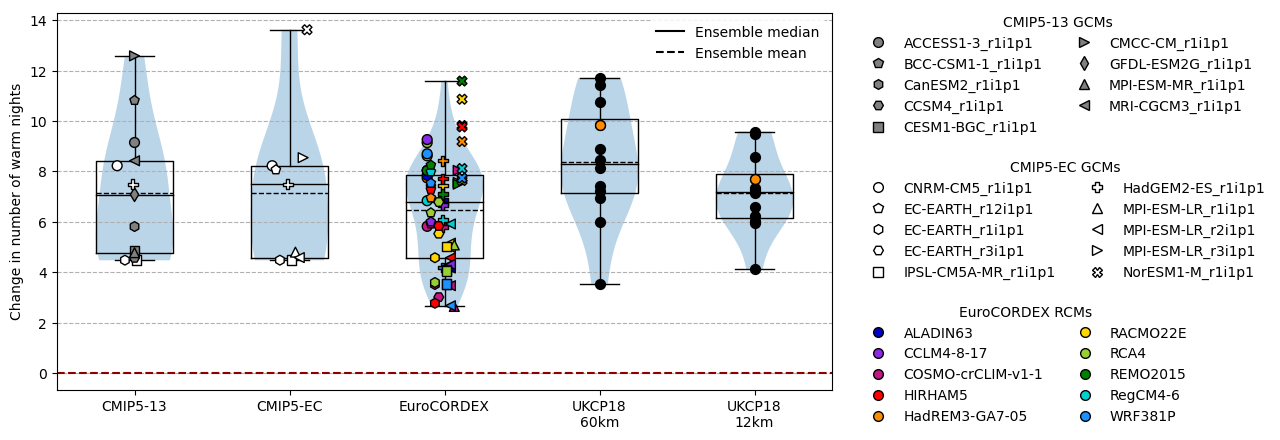 Change in number of warm nights
14
12
10
8
6
4
2
0
Ensemble median
Ensemble mean
CMIP5-13
CMIP5-EC
EuroCORDEX
UKCP18
60km
UKCP18
12km
CMIP5-13 GCMs
ACCESS1-3_r1i1p1
BCC-CSM1-1_r1i1p1
CanESM2_r1i1p1
CCSM4_r1i1p1
CESM1-BGC_r1i1p1
CMCC-CM_r1i1p1
GFDL-ESM2G_r1i1p1
MPI-ESM-MR_r1i1p1
MRI-CGCM3_r1i1p1
CMIP5-EC GCMs
CNRM-CM5_r1i1p1
EC-EARTH_r12i1p1
EC-EARTH_r1i1p1
EC-EARTH_r3i1p1
IPSL-CM5A-MR_r1i1p1
HadGEM2-ES_r1i1p1
MPI-ESM-LR_r1i1p1
MPI-ESM-LR_r2i1p1
MPI-ESM-LR_r3i1p1
NorESM1-M_r1i1p1
EuroCORDEX RCMs
ALADIN63
CCLM4-8-17
COSMO-crCLIM-v1-1
HIRHAM5
HadREM3-GA7-05
RACMO22E
RCA4
REMO2015
RegCM4-6
WRF381P